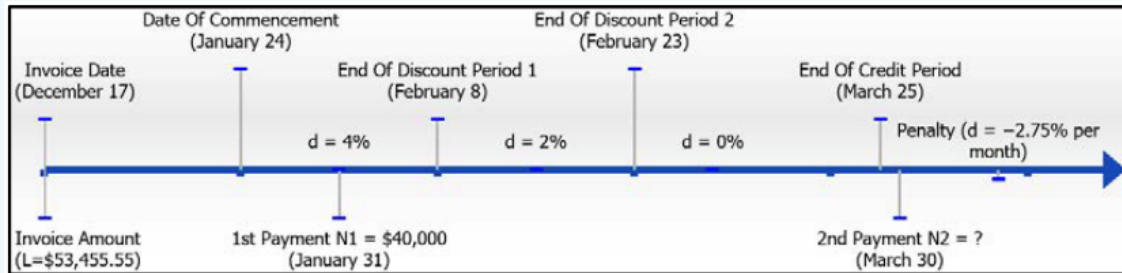 Date Of Commencement
(January 24)
End Of Discount Period 2
(February 23)
Invoice Date
(December 17)
End Of Discount Period 1
(February 8)
End Of Credit Period
(March 25)
d = 4%
d = 2%
d = 0%
Penalty (d = −2.75% per
month)
Invoice Amount
(L=$53,455.55)
1st Payment N1 = $40,000
(January 31)
2nd Payment N2 = ?
(March 30)